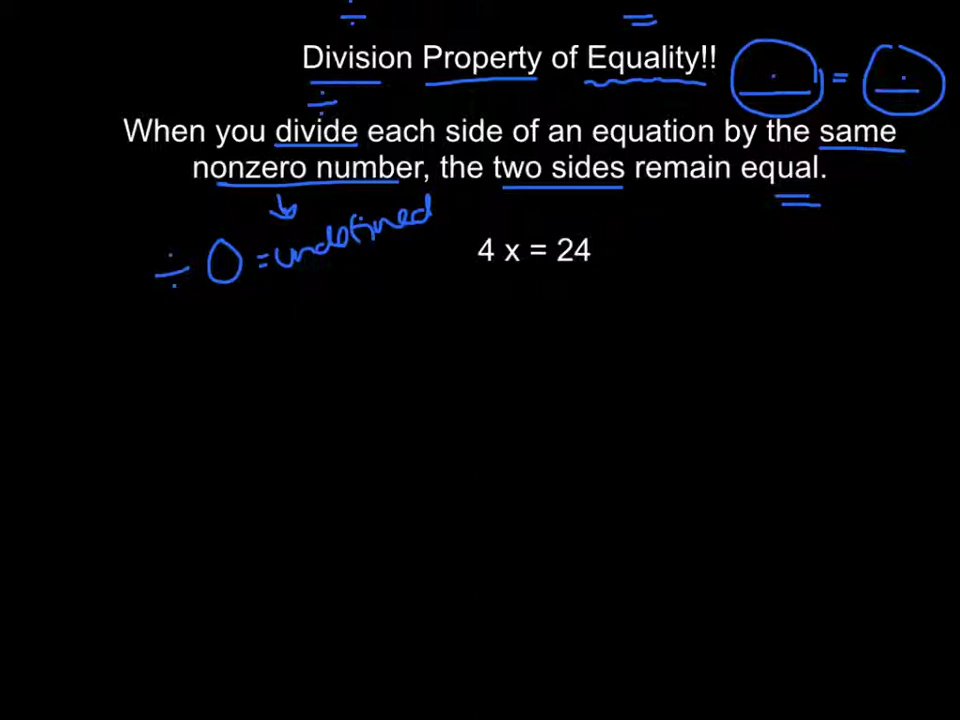 ÷ =
Division Property of Equality!! ÷ = ÷
÷
When you divide each side of an equation by the same
nonzero number, the two sides remain equal.
÷ 0 = undefined
4 x = 24